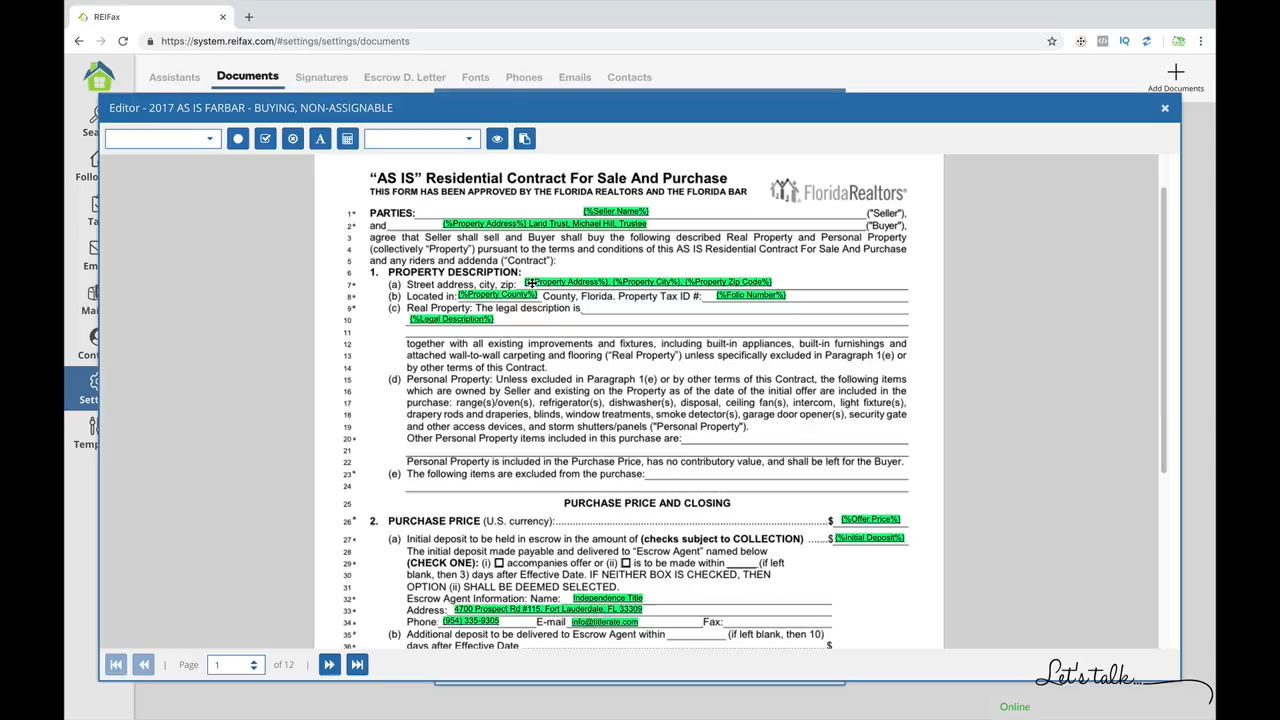 REIFax
https://system.reifax.com/#settings/settings/documents
Assistants Documents Signatures Escrow D. Letter Fonts Phones Emails Contacts
Add Documents
Editor - 2017 AS IS FARBAR - BUYING, NON-ASSIGNABLE
Sea
Follo
Ta
Em
Mai
Con
Sett
Temp
“AS IS” Residential Contract For Sale And Purchase
THIS FORM HAS BEEN APPROVED BY THE FLORIDA REALTORS AND THE FLORIDA BAR
FloridaRealtors®
1* PARTIES: {%Seller Name%} ("Seller"),
2* and {%Property Address%} Land Trust, Michael Hill, Trustee ("Buyer"),
3 agree that Seller shall sell and Buyer shall buy the following described Real Property and Personal Property
4 (collectively “Property”) pursuant to the terms and conditions of this AS IS Residential Contract For Sale And Purchase
5 and any riders and addenda (“Contract”):
6 1. PROPERTY DESCRIPTION:
7* (a) Street address, city, zip: {%Property Address%}, {%Property City%}, {%Property Zip Code%}
8* (b) Located in: {%Property County%} County, Florida. Property Tax ID #: {%Folio Number%}
9* (c) Real Property: The legal description is
10 {%Legal Description%}
11
12 together with all existing improvements and fixtures, including built-in appliances, built-in furnishings and
13 attached wall-to-wall carpeting and flooring (“Real Property”) unless specifically excluded in Paragraph 1(e) or
14 by other terms of this Contract.
15 (d) Personal Property: Unless excluded in Paragraph 1(e) or by other terms of this Contract, the following items
16 which are owned by Seller and existing on the Property as of the date of the initial offer are included in the
17 purchase: range(s)/oven(s), refrigerator(s), dishwasher(s), disposal, ceiling fan(s), intercom, light fixture(s),
18 drapery rods and draperies, blinds, window treatments, smoke detector(s), garage door opener(s), security gate
19 and other access devices, and storm shutters/panels ("Personal Property").
20* Other Personal Property items included in this purchase are:
21
22 Personal Property is included in the Purchase Price, has no contributory value, and shall be left for the Buyer.
23* (e) The following items are excluded from the purchase:
24
25 PURCHASE PRICE AND CLOSING
26* 2. PURCHASE PRICE (U.S. currency):.......... $ {%Offer Price%}
27* (a) Initial deposit to be held in escrow in the amount of (checks subject to COLLECTION) ......$ {%Initial Deposit%}
28 The initial deposit made payable and delivered to “Escrow Agent” named below
29* (CHECK ONE): (i) ☐ accompanies offer or (ii) ☐ is to be made within (if left
30 blank, then 3) days after Effective Date. IF NEITHER BOX IS CHECKED, THEN
31 OPTION (ii) SHALL BE DEEMED SELECTED.
32* Escrow Agent Information: Name: Independence Title
33* Address: 4700 Prospect Rd #115, Fort Lauderdale, FL 33309
34* Phone: (954) 335-9305 E-mail info@titlerate.com Fax:
35* (b) Additional deposit to be delivered to Escrow Agent within (if left blank, then 10)
36* days after Effective Date $
Page 1 of 12
Let's talk...
Online